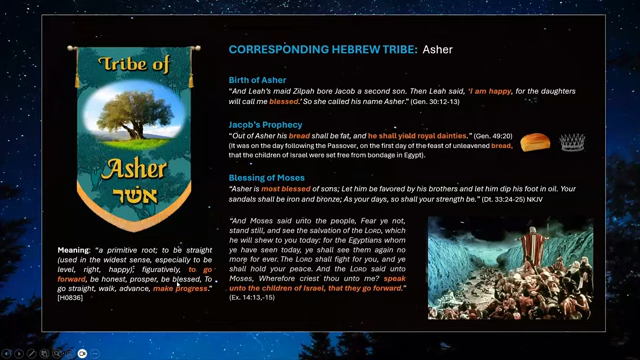 CORRESPONDING HEBREW TRIBE: Asher
Tribe of
Asher
אשר
Birth of Asher
"And Leah's maid Zilpah bore Jacob a second son. Then Leah said, 'I am happy, for the daughters
will call me blessed.' So she called his name Asher." (Gen. 30:12-13)
Jacob's Prophecy
"Out of Asher his bread shall be fat, and he shall yield royal dainties." (Gen. 49:20)
(It was on the day following the Passover, on the first day of the feast of unleavened bread,
that the children of Israel were set free from bondage in Egypt).
Blessing of Moses
"Asher is most blessed of sons; Let him be favored by his brothers and let him dip his foot in oil. Your
sandals shall be iron and bronze; As your days, so shall your strength be." (Dt. 33:24-25) NKJV
Meaning: "a primitive root; to be straight
(used in the widest sense, especially to be
level, right, happy); figuratively, to go
forward, be honest, prosper, be blessed, To
go straight, walk, advance, make progress."
[H0836]
"And Moses said unto the people, Fear ye not,
stand still, and see the salvation of the LORD, which
he will shew to you today: for the Egyptians whom
ye have seen today, ye shall see them again no
more for ever. The LORD shall fight for you, and ye
shall hold your peace. And the LORD said unto
Moses, Wherefore criest thou unto me? speak
unto the children of Israel, that they go forward."
(Ex. 14:13,-15)